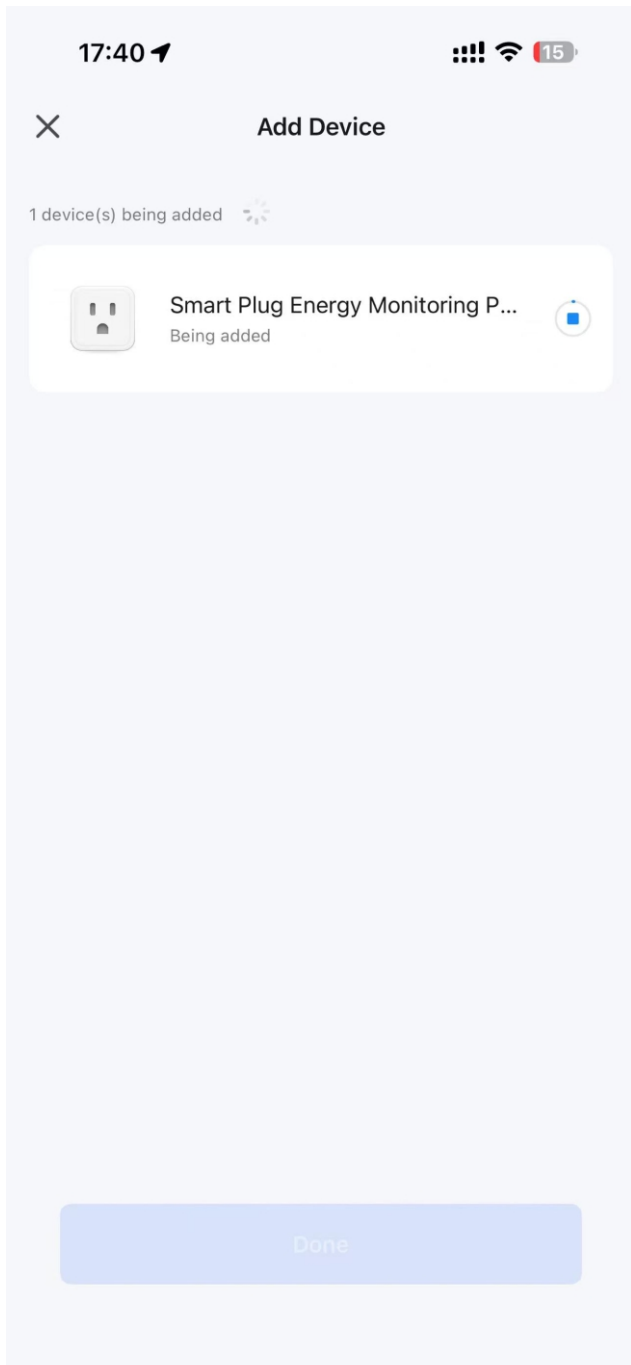 17:40
15
Add Device
1 device(s) being added
Smart Plug Energy Monitoring P...
Being added
Done